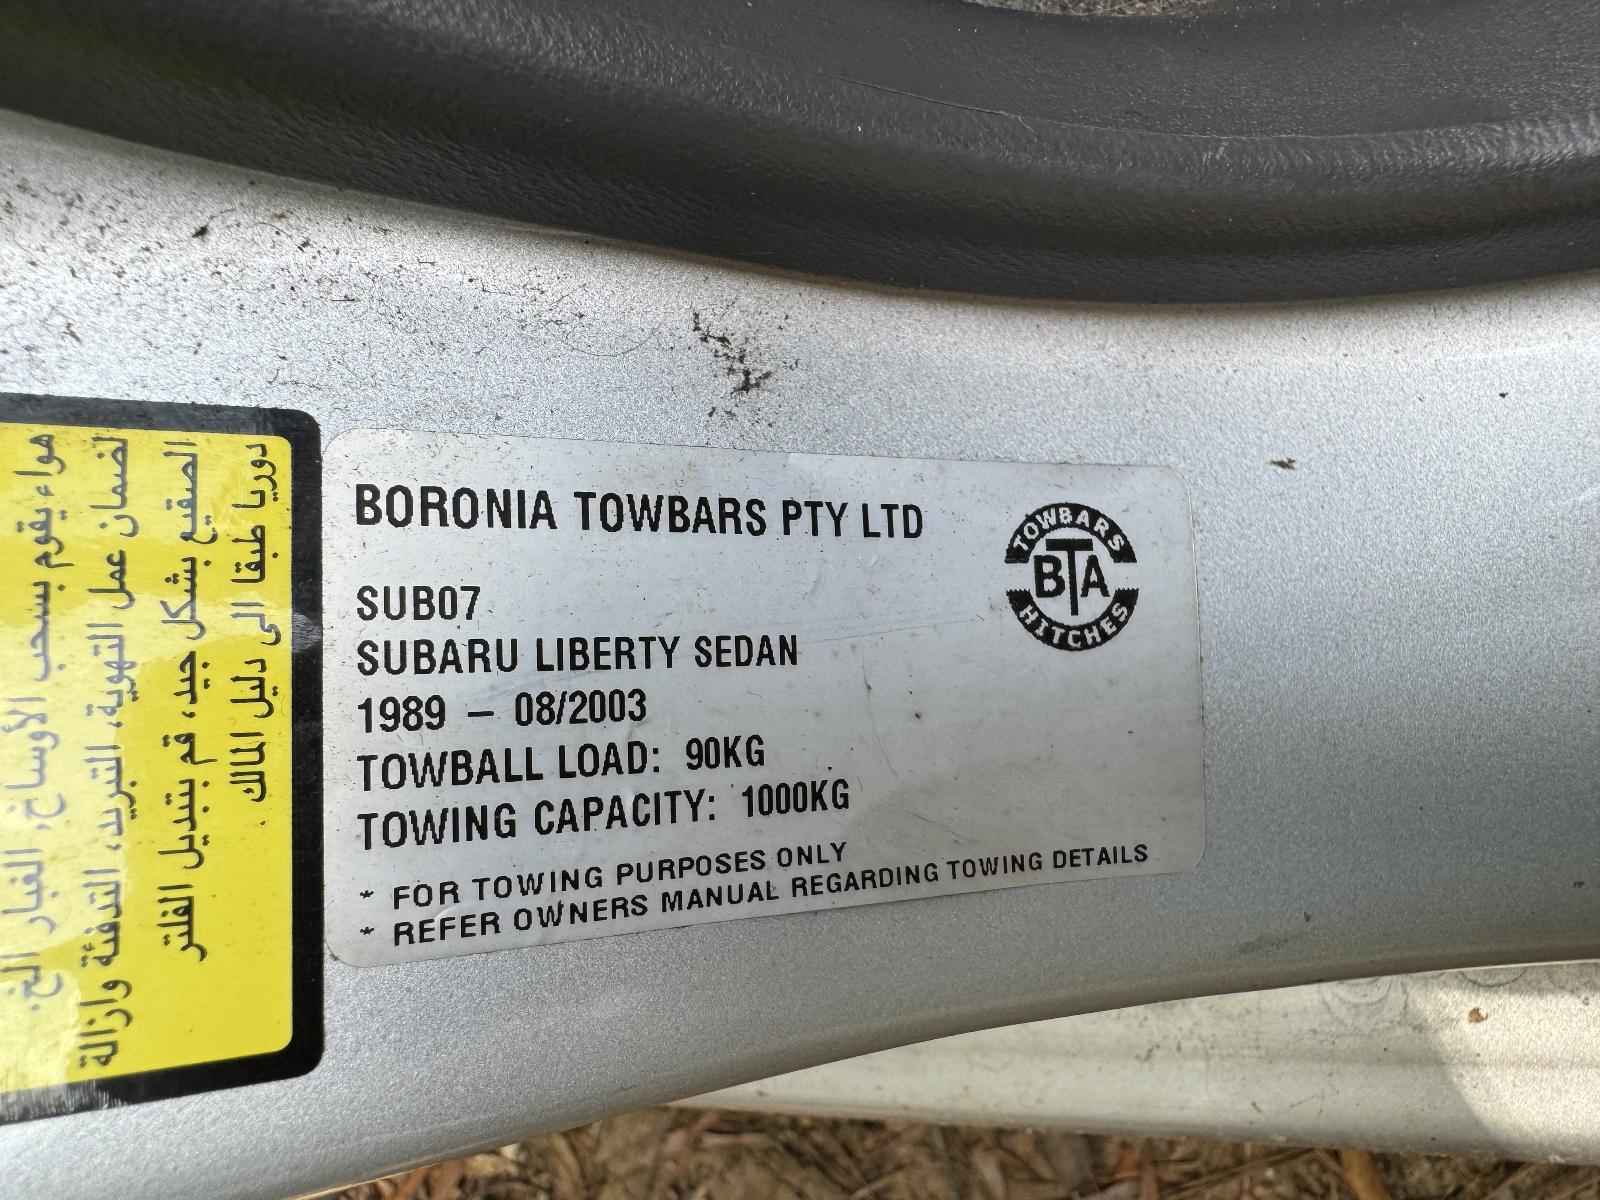 BORONIA TOWBARS PTY LTD
SUB07
SUBARU LIBERTY SEDAN
1989 – 08/2003
TOWBALL LOAD: 90KG
TOWING CAPACITY: 1000KG
* FOR TOWING PURPOSES ONLY
* REFER OWNERS MANUAL REGARDING TOWING DETAILS
TOWBARS
BTA
HITCHES
هواء يقوم بسحب الأوساخ, الغبار الخ.
لضمان عمل التهوية، التبريد، التدفئة وازالة
الصقيع بشكل جيد، قم بتبديل الفلتر
دوريا طبقا الى دليل المالك.